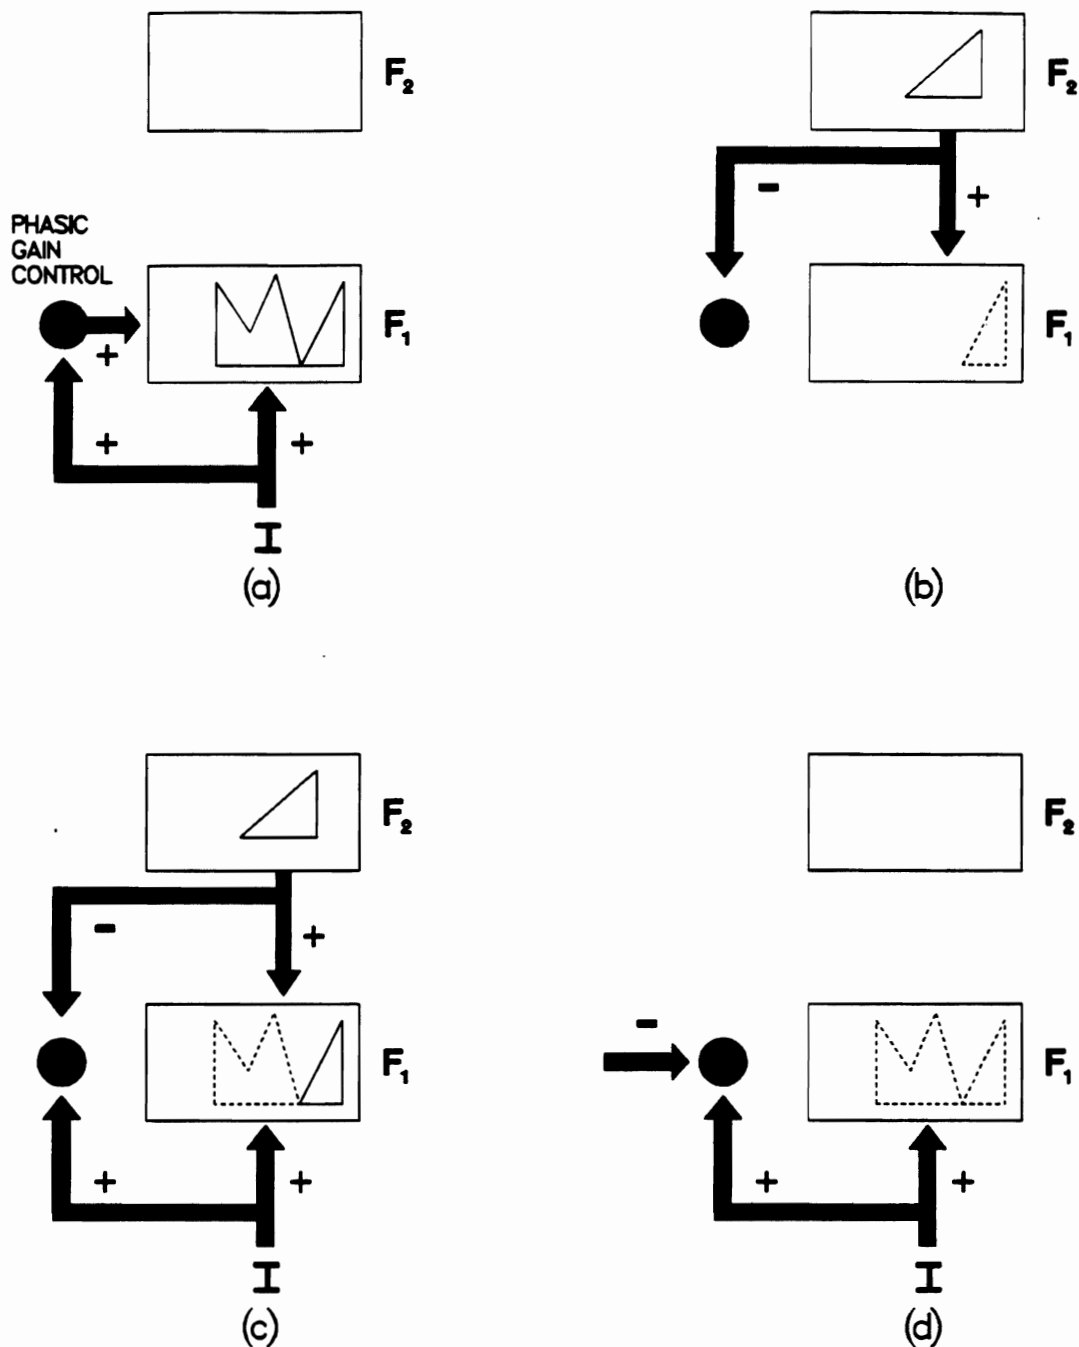 F₂
F₂
PHASIC
GAIN
CONTROL
F₁
F₁
-
+
+
+
+
I
(a)
(b)
F₂
F₂
-
+
F₁
-
F₁
+
+
+
+
I
I
(c)
(d)